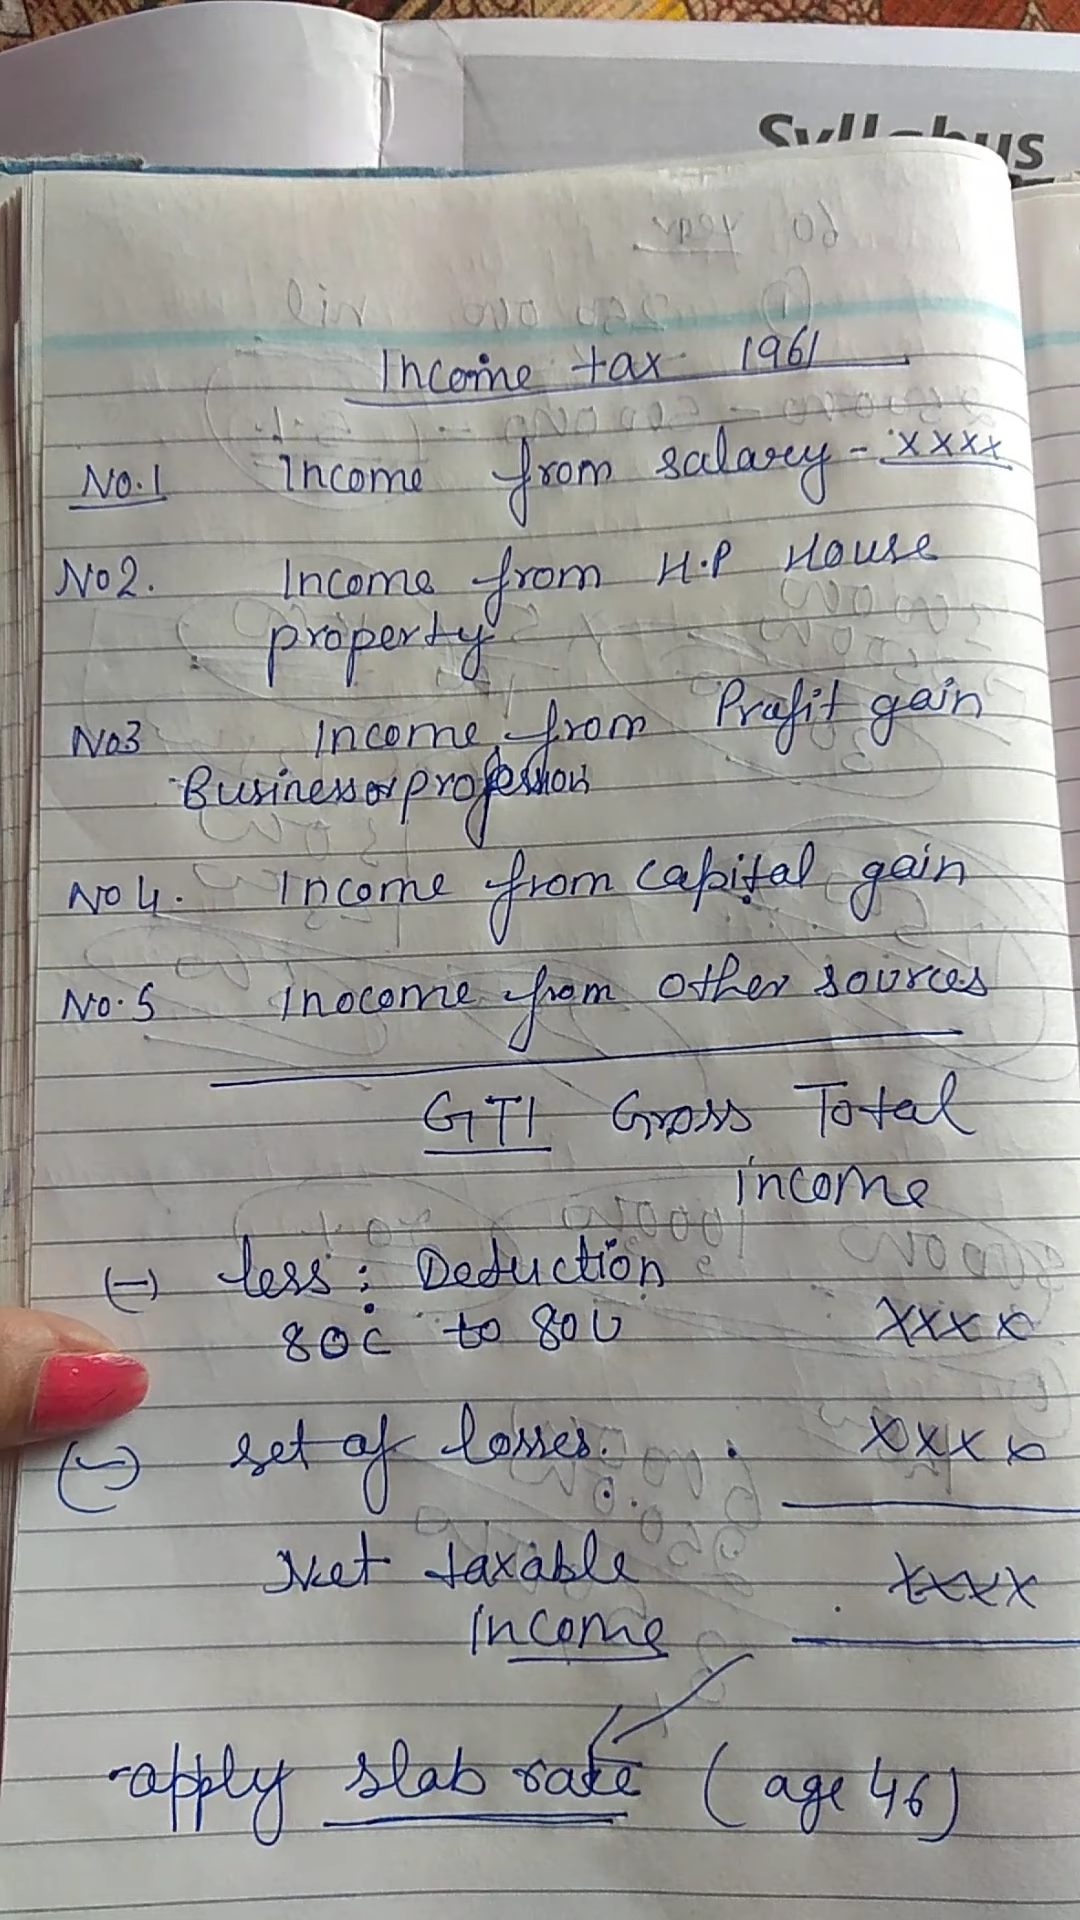 Syllabus
Income tax 1961
No.1 Income from salary - xxxx
No2. Income from H.P House
property
No3 Income from Profit gain
Business or profession
No 4. Income from capital gain
No.5 Inocome from other sources
GTI Gross Total
income
(-) less : Deduction
80C to 80U xxxx
(-) set of losses. xxxx
Net taxable xxxx
income
apply slab rate (age 46)